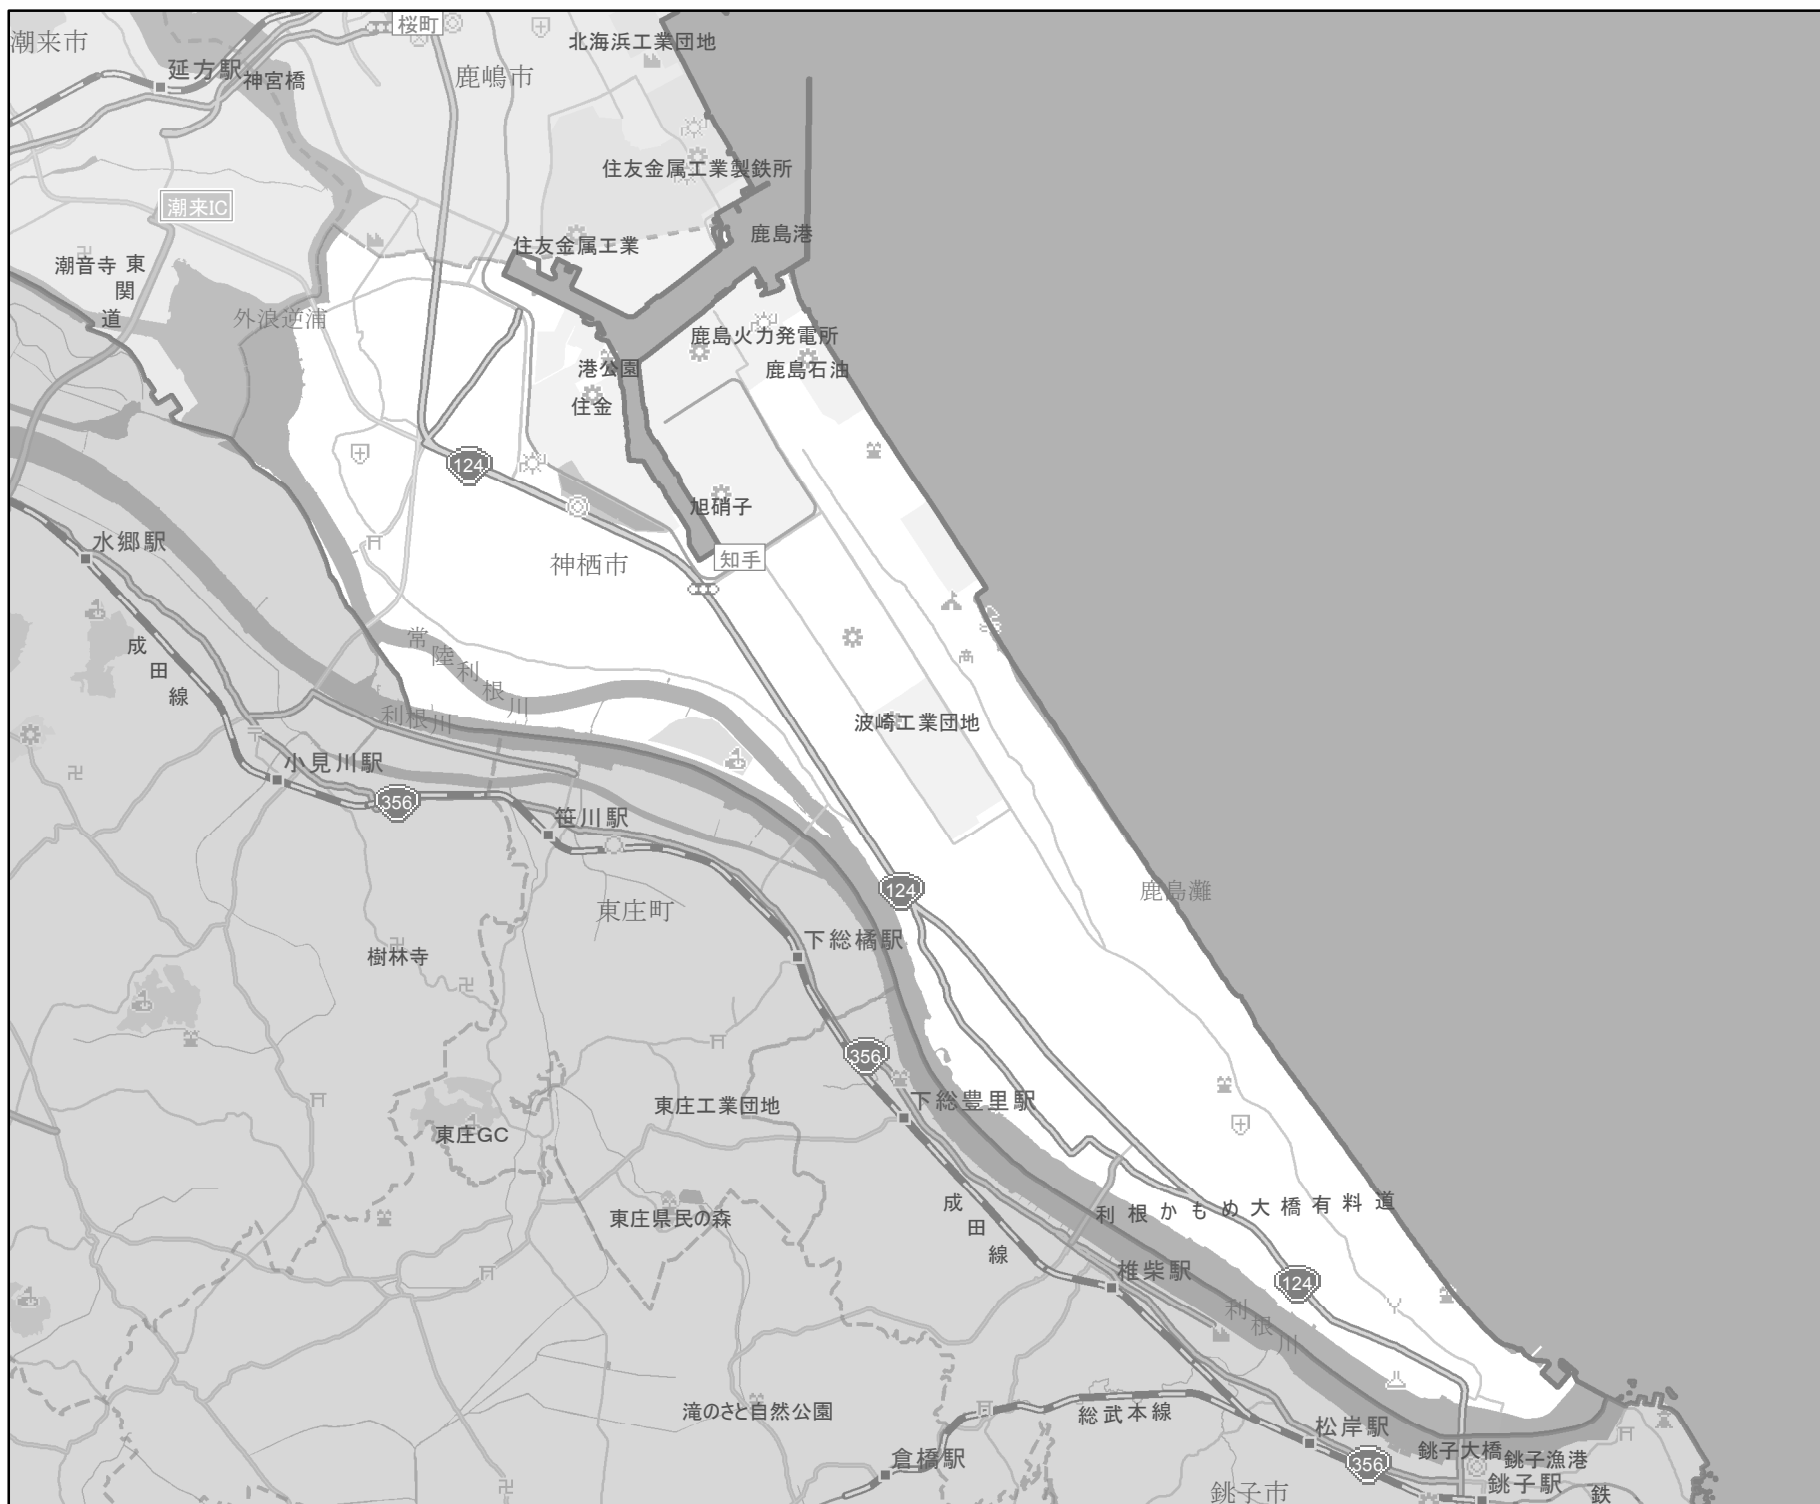 桜町
潮来市
北海浜工業団地
延方駅
神宮橋
鹿嶋市
住友金属工業製鉄所
潮来IC
鹿島港
住友金属工業
潮音寺
東関道
外浪逆浦
鹿島火力発電所
港公園
鹿島石油
住金
124
旭硝子
水郷駅
神栖市
知手
常陸利根川
成田線
利根川
波崎工業団地
小見川駅
356
笹川駅
124
鹿島灘
東庄町
下総橘駅
樹林寺
356
東庄工業団地
下総豊里駅
東庄GC
利根かもめ大橋有料道
東庄県民の森
成田線
椎柴駅
124
利根川
滝のさと自然公園
総武本線
松岸駅
倉橋駅
銚子大橋
銚子漁港
356
銚子市
銚子駅
鉄